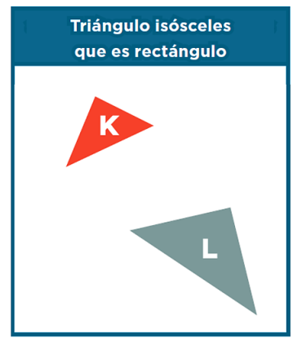 Triángulo isósceles
que es rectángulo
K
L